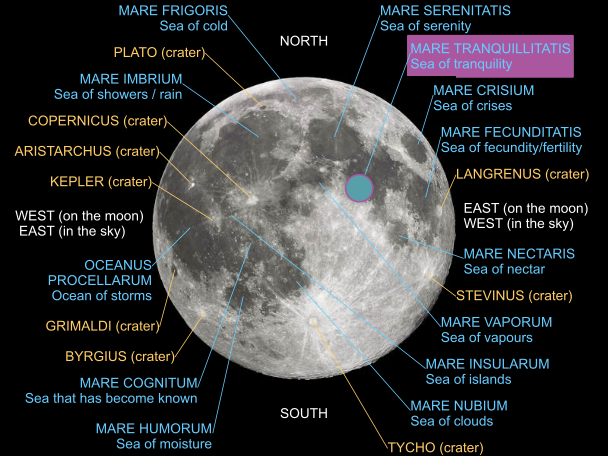 MARE FRIGORIS
Sea of cold
MARE SERENITATIS
Sea of serenity
NORTH
PLATO (crater)
MARE TRANQUILLITATIS
Sea of tranquility
MARE IMBRIUM
Sea of showers / rain
MARE CRISIUM
Sea of crises
COPERNICUS (crater)
MARE FECUNDITATIS
Sea of fecundity/fertility
ARISTARCHUS (crater)
KEPLER (crater)
LANGRENUS (crater)
WEST (on the moon)
EAST (in the sky)
EAST (on the moon)
WEST (in the sky)
OCEANUS
PROCELLARUM
Ocean of storms
MARE NECTARIS
Sea of nectar
STEVINUS (crater)
GRIMALDI (crater)
MARE VAPORUM
Sea of vapours
BYRGIUS (crater)
MARE INSULARUM
Sea of islands
MARE COGNITUM
Sea that has become known
MARE NUBIUM
Sea of clouds
SOUTH
MARE HUMORUM
Sea of moisture
TYCHO (crater)